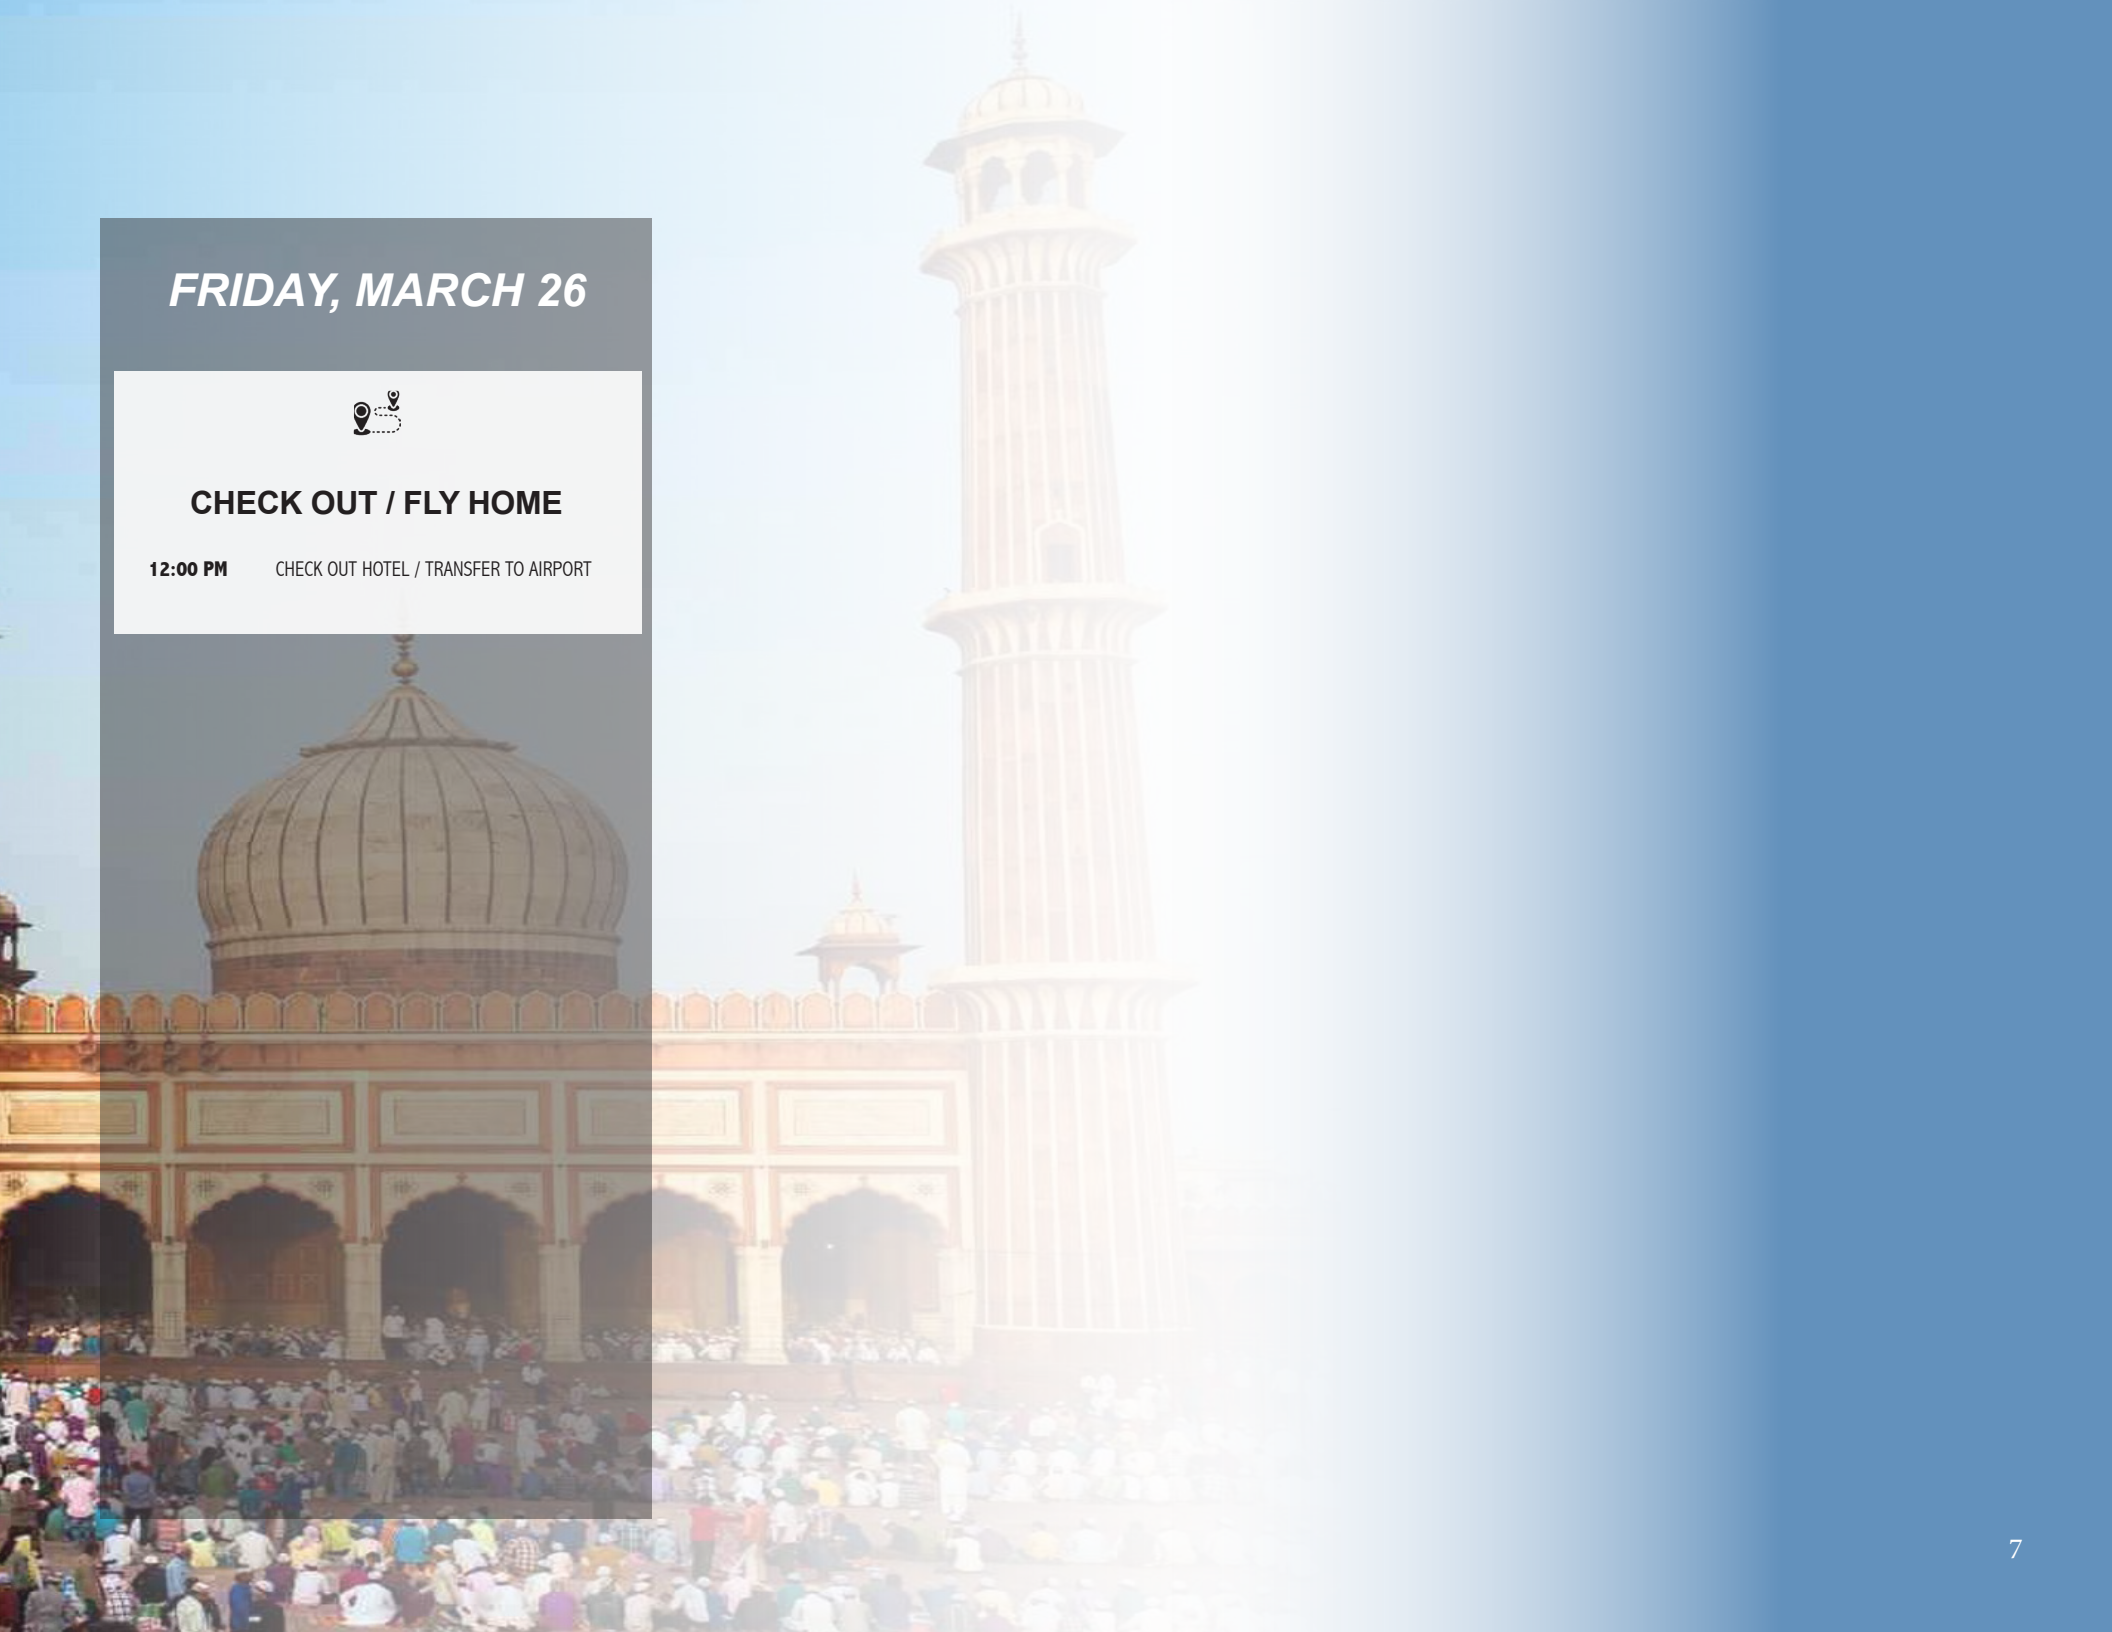 FRIDAY, MARCH 26
CHECK OUT / FLY HOME
12:00 PM CHECK OUT HOTEL / TRANSFER TO AIRPORT
7